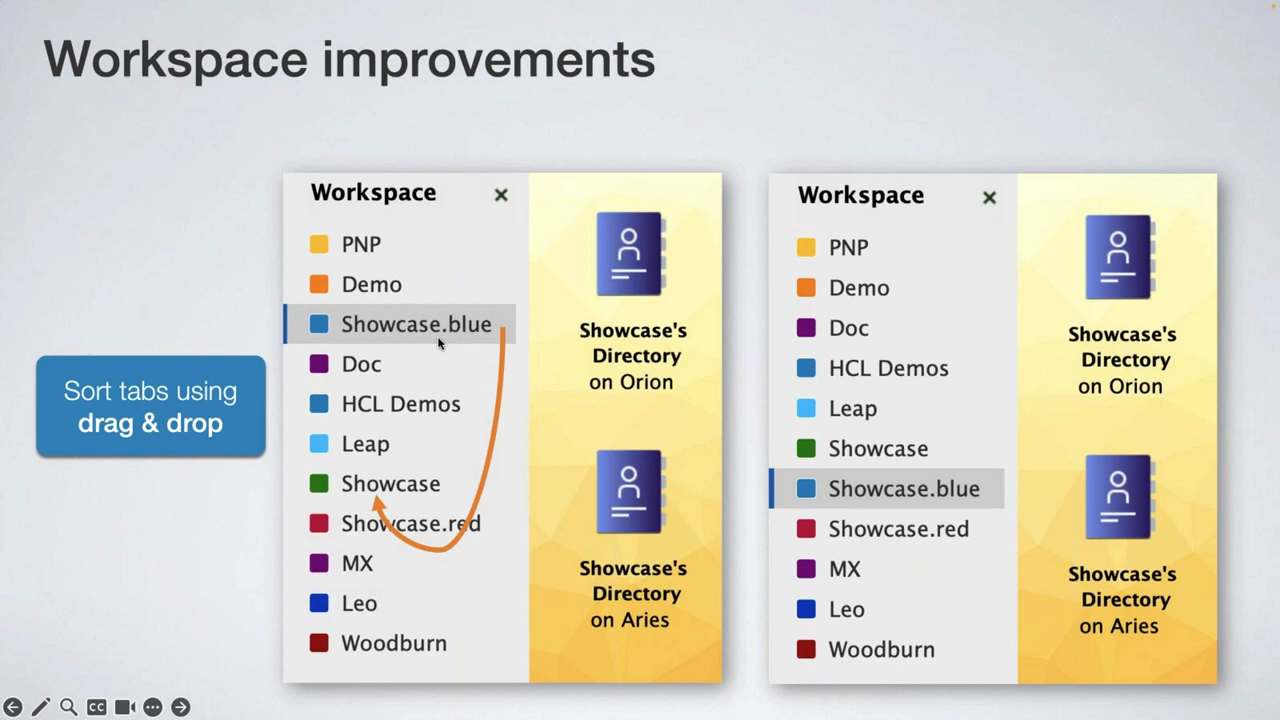 Workspace improvements
Sort tabs using
drag & drop
Workspace
PNP
Demo
Showcase.blue
Doc
HCL Demos
Leap
Showcase
Showcase.red
MX
Leo
Woodburn
Showcase's
Directory
on Orion
Showcase's
Directory
on Aries
Workspace
PNP
Demo
Doc
HCL Demos
Leap
Showcase
Showcase.blue
Showcase.red
MX
Leo
Woodburn
Showcase's
Directory
on Orion
Showcase's
Directory
on Aries
CC